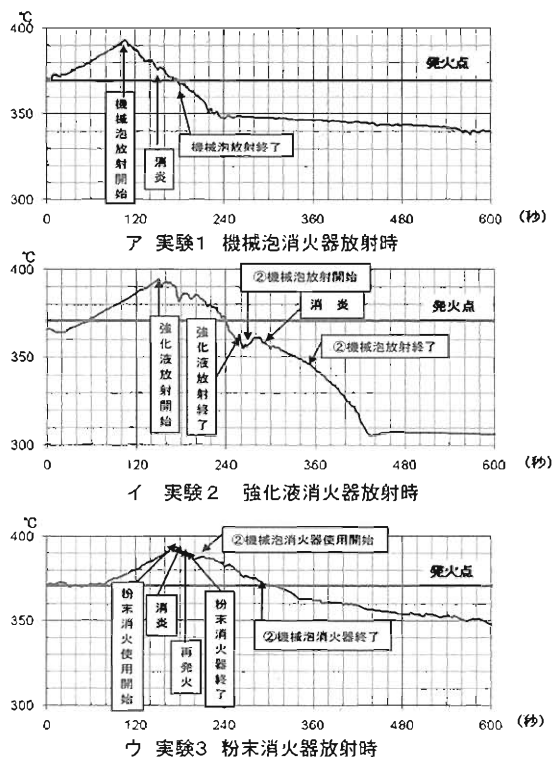 ℃
400
350
300
発火点
機械泡放射開始
消炎
機械泡放射終了
0 120 240 360 480 600 (秒)
ア 実験1 機械泡消火器放射時
℃
400
350
300
②機械泡放射開始
消炎
発火点
強化液放射開始
強化液放射終了
②機械泡放射終了
0 120 240 360 480 600 (秒)
イ 実験2 強化液消火器放射時
℃
400
350
300
②機械泡消火器使用開始
発火点
粉末消火使用開始
消炎
再発火
粉末消火器終了
②機械泡消火器終了
0 120 240 360 480 600 (秒)
ウ 実験3 粉末消火器放射時